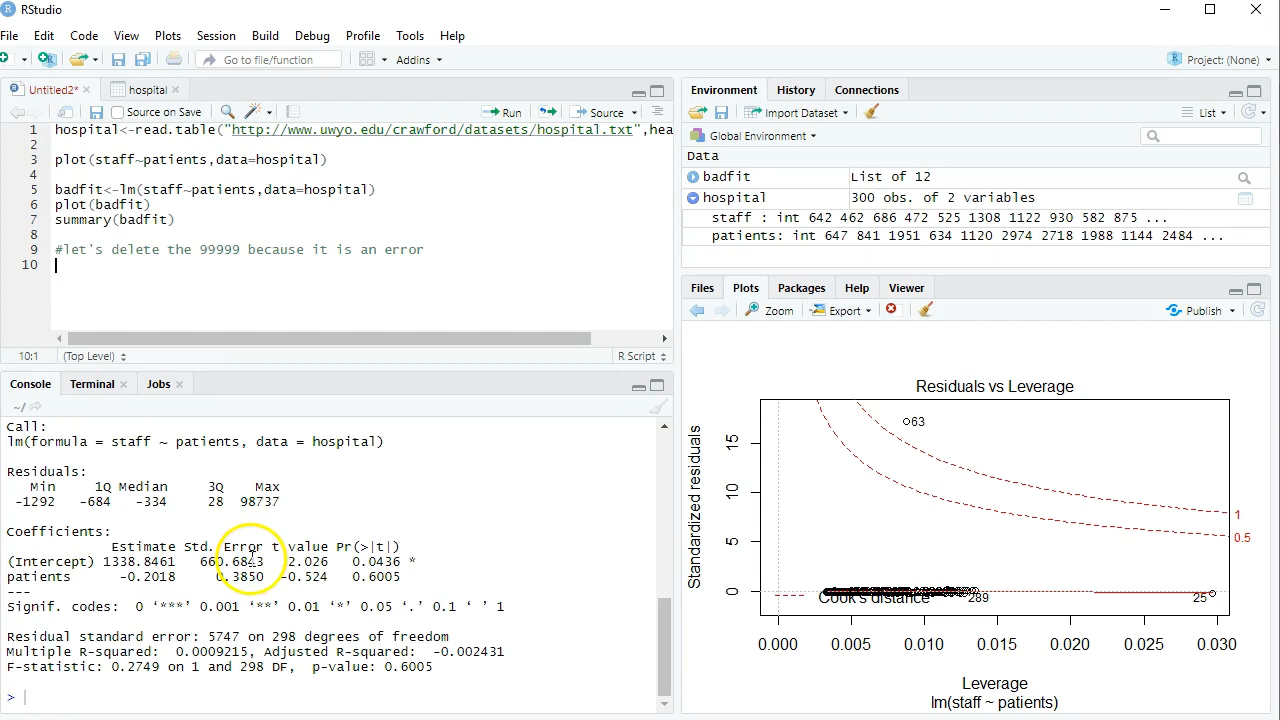 RStudio
File Edit Code View Plots Session Build Debug Profile Tools Help
Go to file/function Addins Project: (None)
Untitled2* hospital
Source on Save Run Source
1 hospital<-read.table("http://www.uwyo.edu/crawford/datasets/hospital.txt",hea
2
3 plot(staff~patients,data=hospital)
4
5 badfit<-lm(staff~patients,data=hospital)
6 plot(badfit)
7 summary(badfit)
8
9 #let's delete the 99999 because it is an error
10
10:1 (Top Level) R Script
Console Terminal Jobs
~/
Call:
lm(formula = staff ~ patients, data = hospital)
Residuals:
Min 1Q Median 3Q Max
-1292 -684 -334 28 98737
Coefficients:
Estimate Std. Error t value Pr(>|t|)
(Intercept) 1338.8461 660.6843 2.026 0.0436 *
patients -0.2018 0.3850 -0.524 0.6005
---
Signif. codes: 0 ‘***’ 0.001 ‘**’ 0.01 ‘*’ 0.05 ‘.’ 0.1 ‘ ’ 1
Residual standard error: 5747 on 298 degrees of freedom
Multiple R-squared: 0.0009215, Adjusted R-squared: -0.002431
F-statistic: 0.2749 on 1 and 298 DF, p-value: 0.6005
>
Environment History Connections
Import Dataset List
Global Environment
Data
badfit List of 12
hospital 300 obs. of 2 variables
staff : int 642 462 686 472 525 1308 1122 930 582 875 ...
patients: int 647 841 1951 634 1120 2974 2718 1988 1144 2484 ...
Files Plots Packages Help Viewer
Zoom Export Publish
Residuals vs Leverage
Standardized residuals
15
10
5
0
63
1
0.5
Cook's distance
289
25
0.000 0.005 0.010 0.015 0.020 0.025 0.030
Leverage
lm(staff ~ patients)